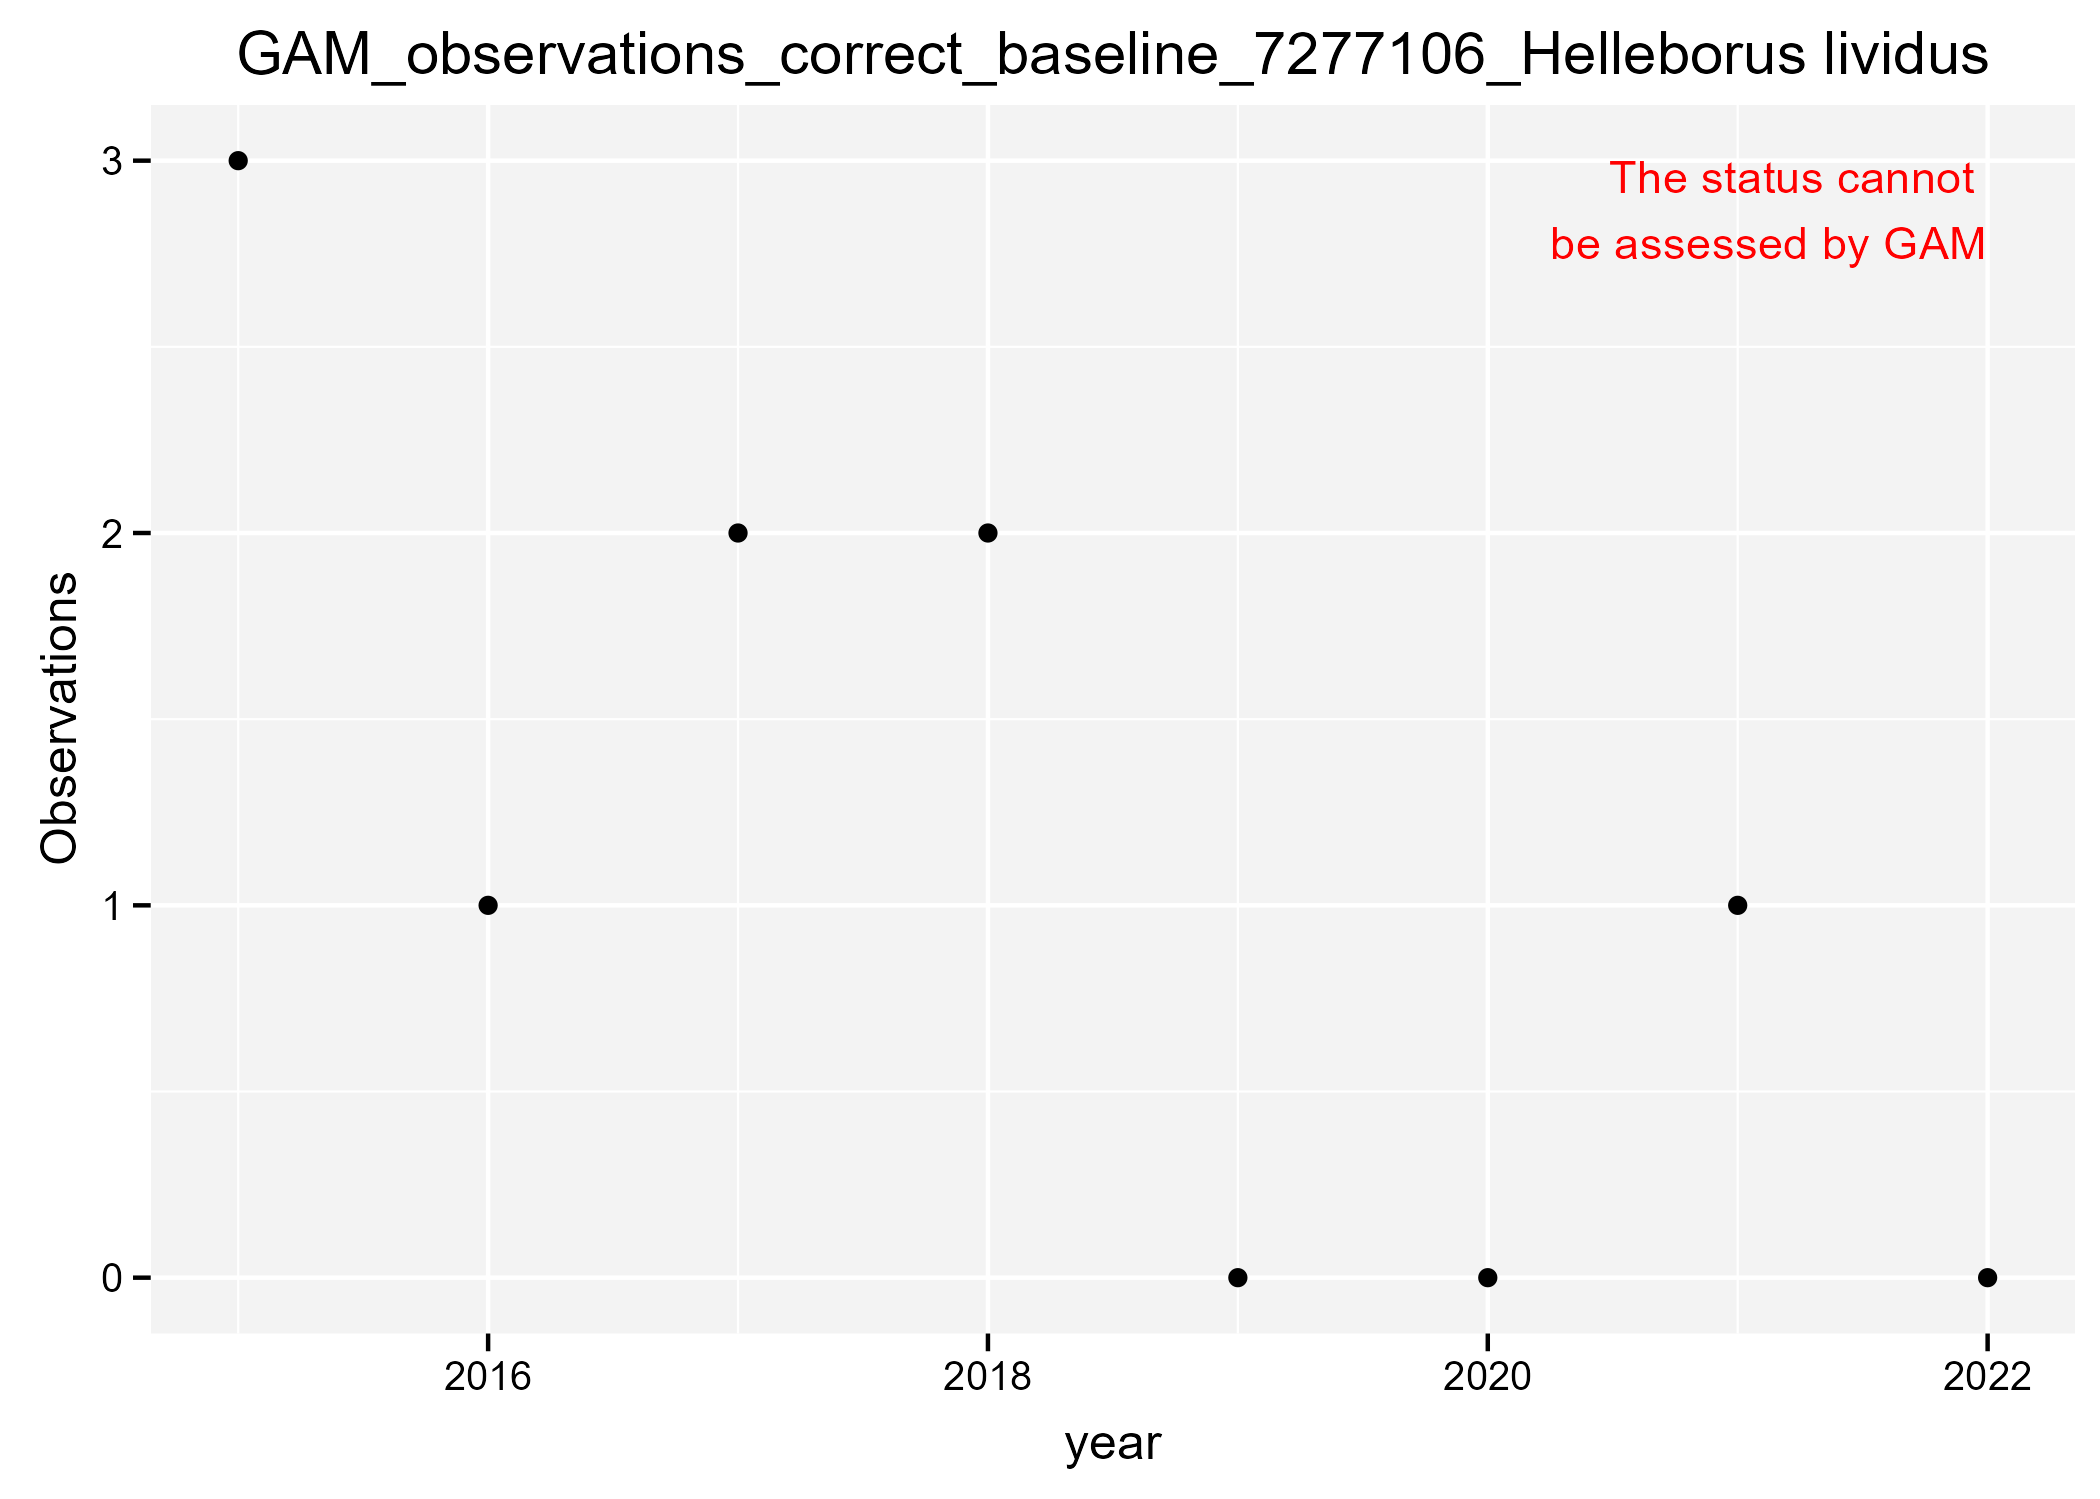 GAM_observations_correct_baseline_7277106_Helleborus lividus
3
The status cannot
be assessed by GAM
2
Observations
1
0
2016
2018
2020
2022
year